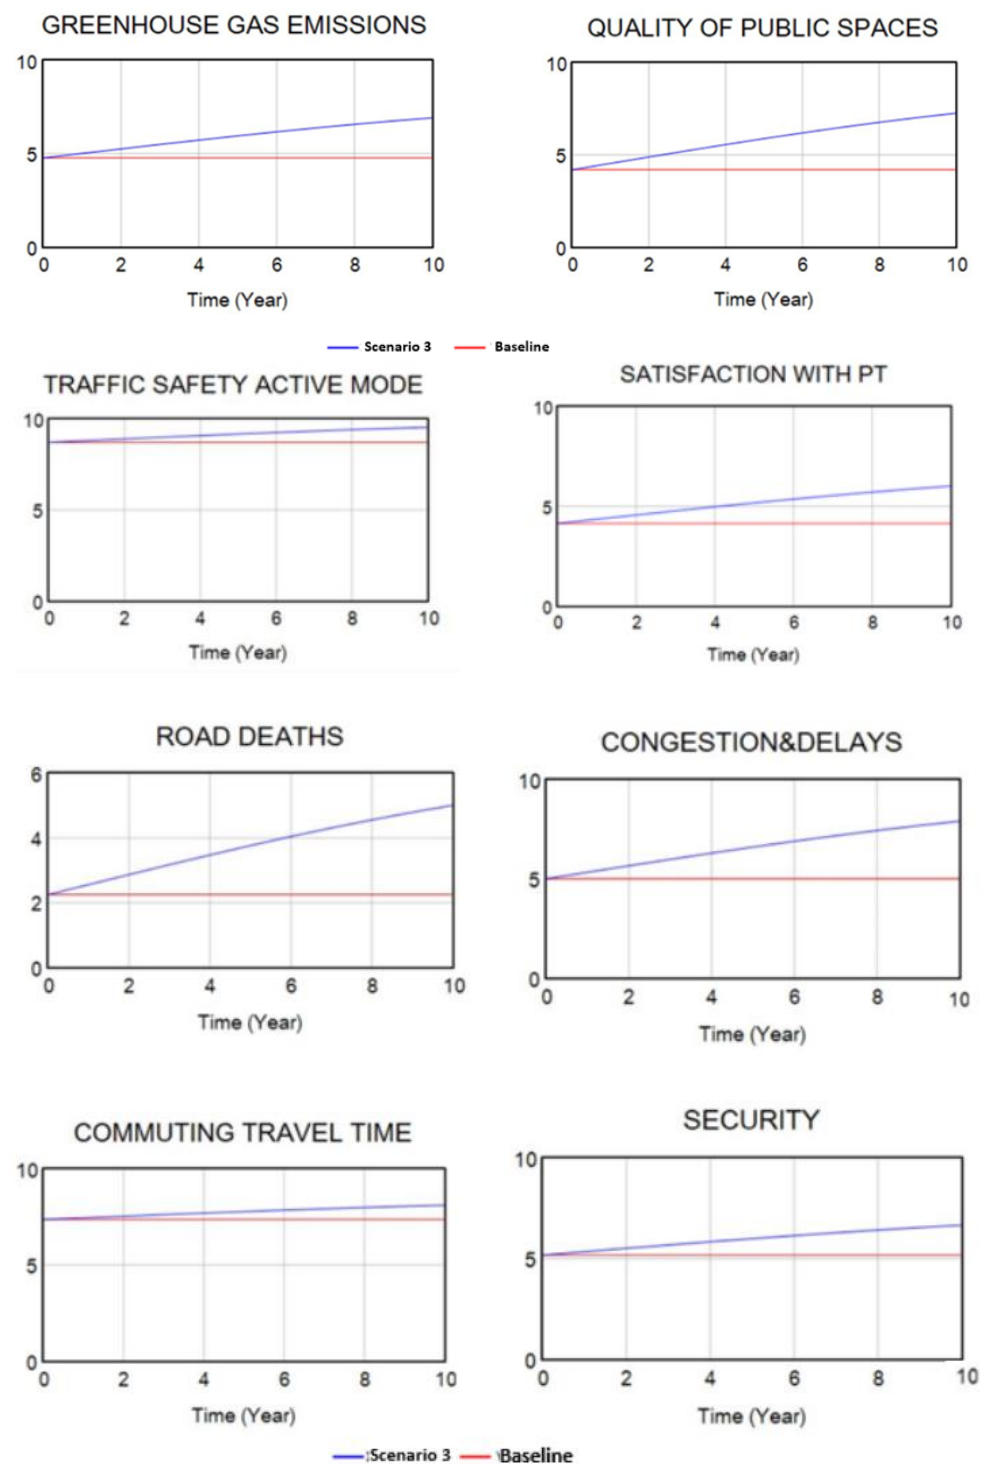 GREENHOUSE GAS EMISSIONS
10
5
0
0 2 4 6 8 10
Time (Year)
QUALITY OF PUBLIC SPACES
10
5
0
0 2 4 6 8 10
Time (Year)
Scenario 3 Baseline
TRAFFIC SAFETY ACTIVE MODE
10
5
0
0 2 4 6 8 10
Time (Year)
SATISFACTION WITH PT
10
5
0
0 2 4 6 8 10
Time (Year)
ROAD DEATHS
6
4
2
0
0 2 4 6 8 10
Time (Year)
CONGESTION&DELAYS
10
5
0
0 2 4 6 8 10
Time (Year)
COMMUTING TRAVEL TIME
10
5
0
0 2 4 6 8 10
Time (Year)
SECURITY
10
5
0
0 2 4 6 8 10
Time (Year)
Scenario 3 Baseline